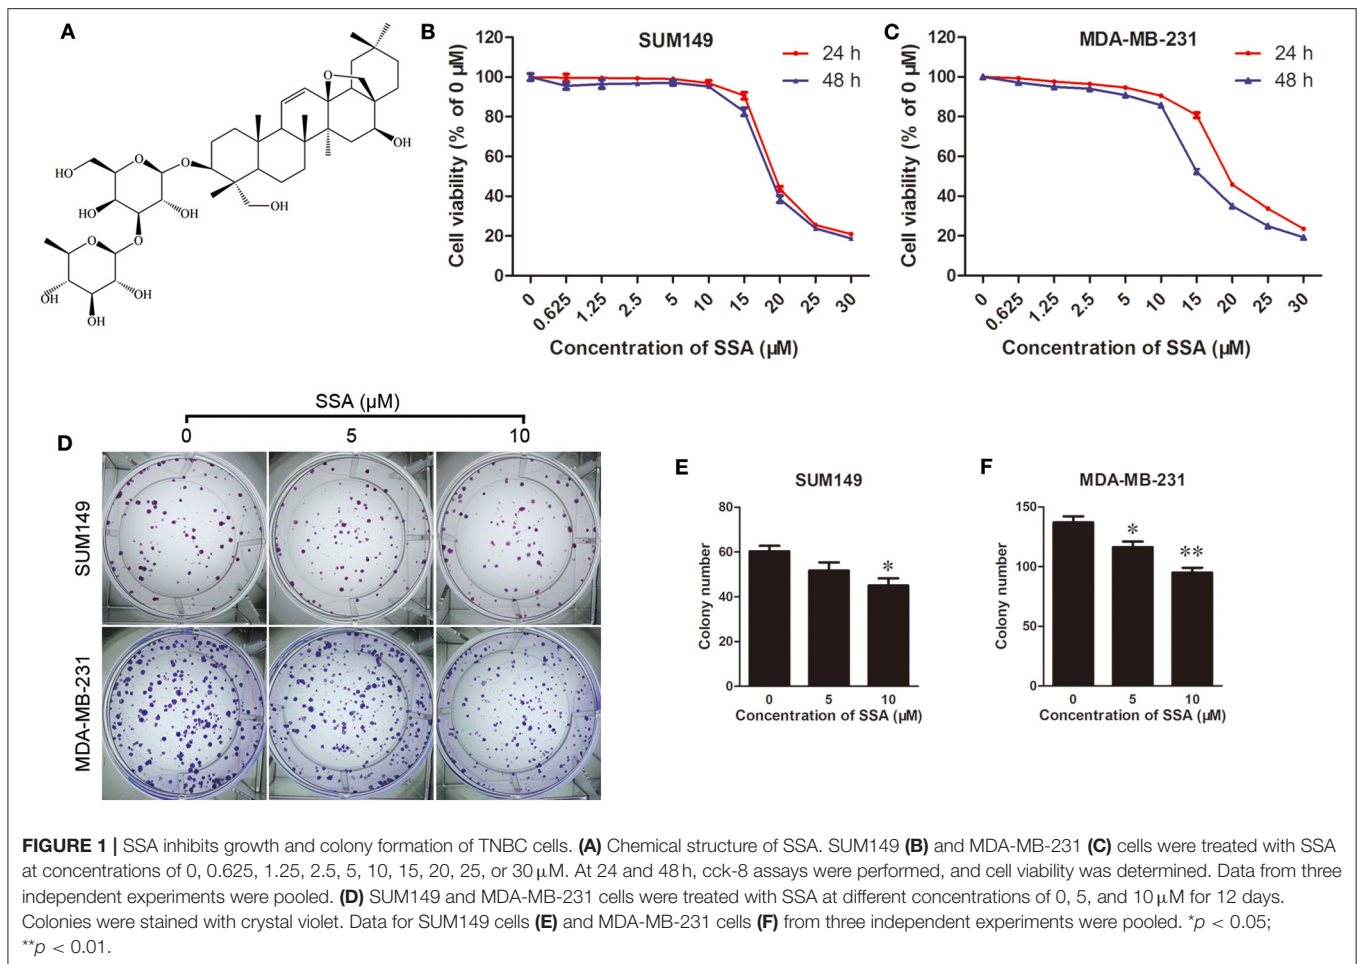 A
O
OH
HO
O
O
OH
OH
OH
O
O
OH
OH
OH
B
SUM149
24 h
48 h
120
100
80
60
40
20
0
Cell viability (% of 0 µM)
0 0.625 1.25 2.5 5 10 15 20 25 30
Concentration of SSA (µM)
C
MDA-MB-231
24 h
48 h
120
100
80
60
40
20
0
Cell viability (% of 0 µM)
0 0.625 1.25 2.5 5 10 15 20 25 30
Concentration of SSA (µM)
D
SSA (µM)
0 5 10
SUM149
MDA-MB-231
E
SUM149
80
60
40
20
0
Colony number
*
0 5 10
Concentration of SSA (µM)
F
MDA-MB-231
150
100
50
0
Colony number
*
**
0 5 10
Concentration of SSA (µM)
FIGURE 1 | SSA inhibits growth and colony formation of TNBC cells. (A) Chemical structure of SSA. SUM149 (B) and MDA-MB-231 (C) cells were treated with SSA
at concentrations of 0, 0.625, 1.25, 2.5, 5, 10, 15, 20, 25, or 30 µM. At 24 and 48 h, cck-8 assays were performed, and cell viability was determined. Data from three
independent experiments were pooled. (D) SUM149 and MDA-MB-231 cells were treated with SSA at different concentrations of 0, 5, and 10 µM for 12 days.
Colonies were stained with crystal violet. Data for SUM149 cells (E) and MDA-MB-231 cells (F) from three independent experiments were pooled. *p < 0.05;
**p < 0.01.